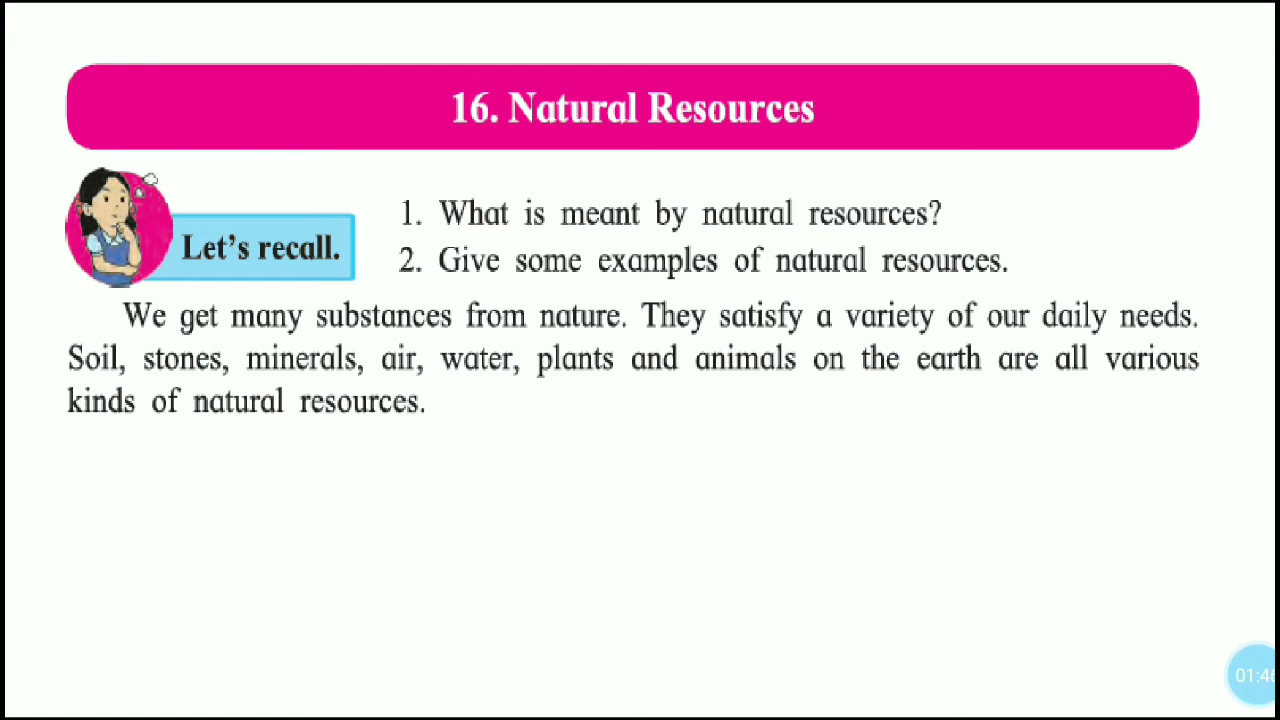 16. Natural Resources
Let's recall.
1. What is meant by natural resources?
2. Give some examples of natural resources.
We get many substances from nature. They satisfy a variety of our daily needs.
Soil, stones, minerals, air, water, plants and animals on the earth are all various
kinds of natural resources.